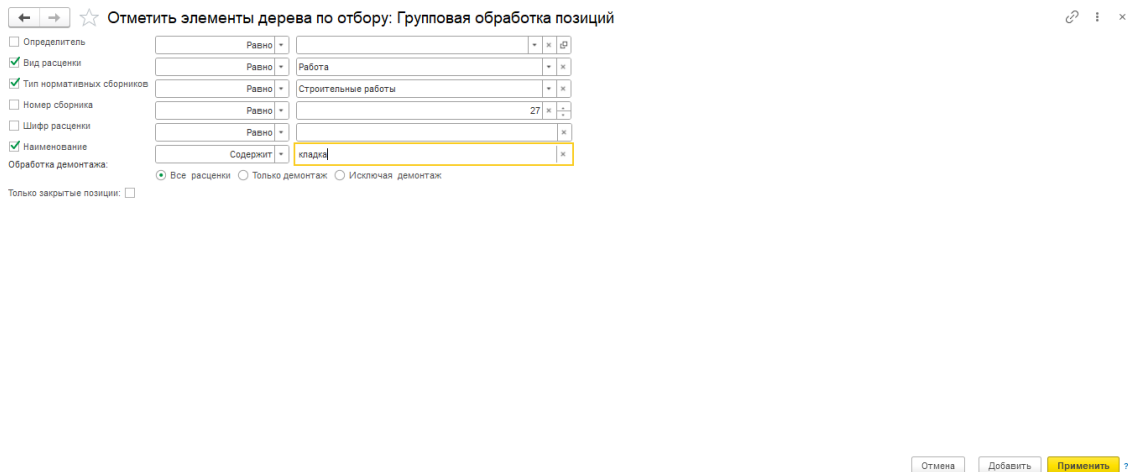 Отметить элементы дерева по отбору: Групповая обработка позиций
Определитель Равно
Вид расценки Равно Работа
Тип нормативных сборников Равно Строительные работы
Номер сборника Равно 27
Шифр расценки Равно
Наименование Содержит кладка
Обработка демонтажа:
Все расценки Только демонтаж Исключая демонтаж
Только закрытые позиции:
Отмена Добавить Применить ?